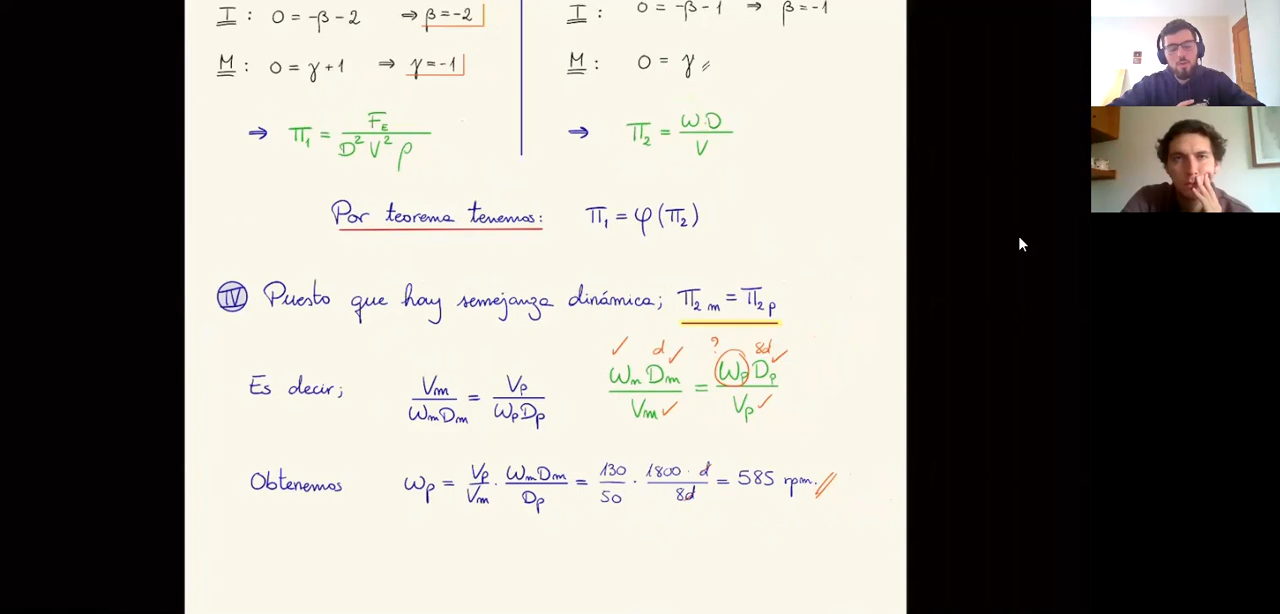 I: 0 = -β - 2 ⇒ β = -2
M: 0 = γ + 1 ⇒ γ = -1
⇒ Π₁ = F_E / (D² V² ρ)
I: 0 = -β - 1 ⇒ β = -1
M: 0 = γ
⇒ Π₂ = ω·D / V
Por teorema tenemos: Π₁ = φ(Π₂)
IV Puesto que hay semejanza dinámica; Π₂ₘ = Π₂ₚ
✓ d ✓ ? 8d ✓
Es decir; Vm / (ωm Dm) = Vp / (ωp Dp) ωm Dm / Vm ✓ = ωp Dp / Vp ✓
Obtenemos ωp = Vp / Vm · ωm Dm / Dp = 130 / 50 · 1800 · d / 8d = 585 rpm.